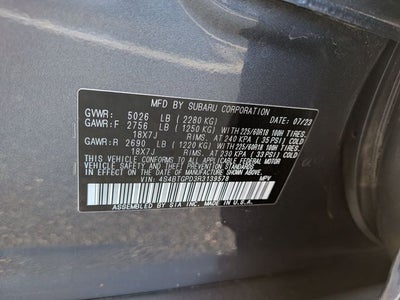 MFD BY SUBARU CORPORATION
DATE: 07/23
GVWR: 5026 LB (2280 KG)
GAWR:F 2756 LB (1250 KG) WITH 225/60R18 100H TIRES,
18X7J RIMS, AT 240 KPA ( 35 PSI) COLD
GAWR:R 2690 LB (1220 KG) WITH 225/60R18 100H TIRES,
18X7J RIMS, AT 230 KPA ( 33 PSI) COLD
THIS VEHICLE CONFORMS TO ALL APPLICABLE FEDERAL MOTOR
VEHICLE SAFETY STANDARDS IN EFFECT ON THE
DATE OF MANUFACTURE SHOWN ABOVE.
VIN: 4S4BTGPD3R3139578 MPV
ASSEMBLED BY SIA INC. MADE IN U.S.A.